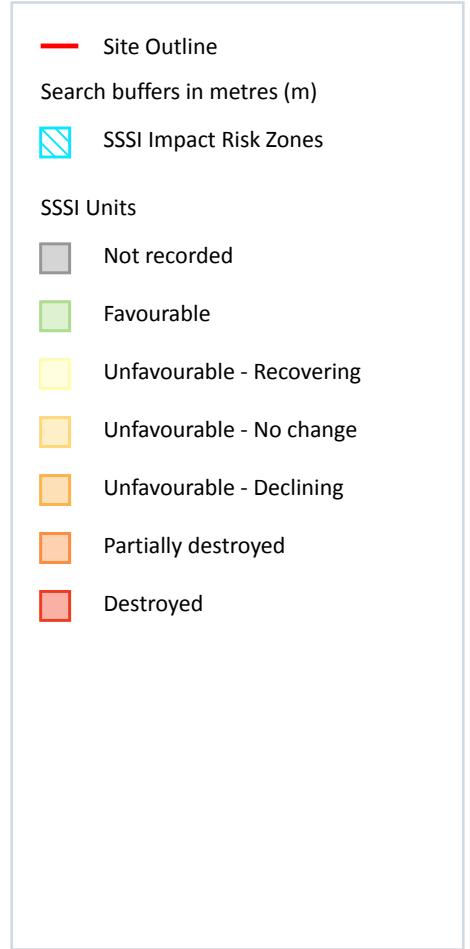 Site Outline
Search buffers in metres (m)
SSSI Impact Risk Zones
SSSI Units
Not recorded
Favourable
Unfavourable - Recovering
Unfavourable - No change
Unfavourable - Declining
Partially destroyed
Destroyed